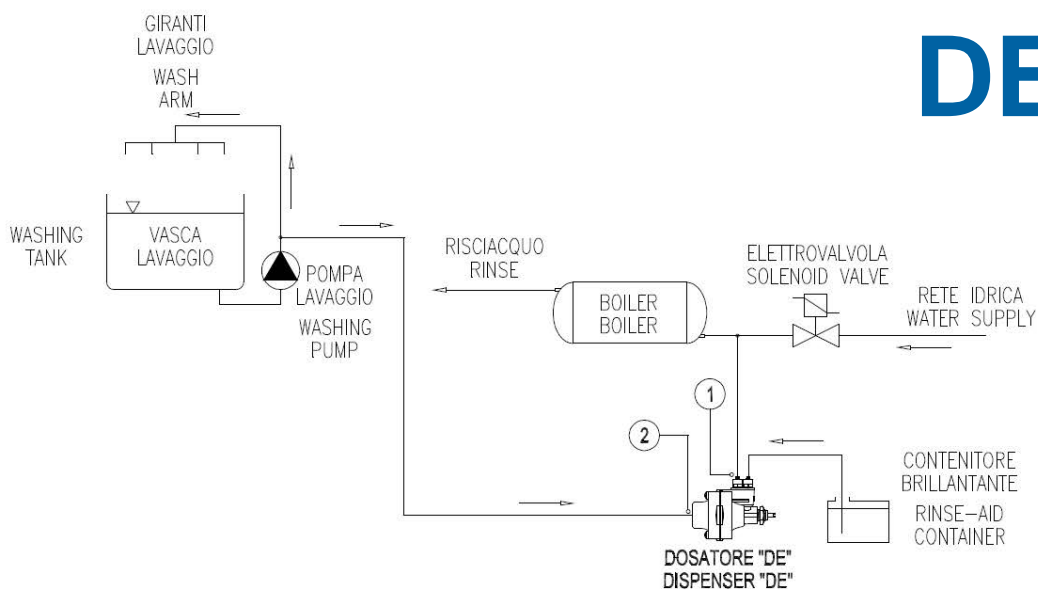 GIRANTI
LAVAGGIO
WASH
ARM
DE
WASHING
TANK
VASCA
LAVAGGIO
POMPA
LAVAGGIO
WASHING
PUMP
RISCIACQUO
RINSE
BOILER
BOILER
ELETTROVALVOLA
SOLENOID VALVE
RETE IDRICA
WATER SUPPLY
1
2
CONTENITORE
BRILLANTANTE
RINSE-AID
CONTAINER
DOSATORE "DE"
DISPENSER "DE"